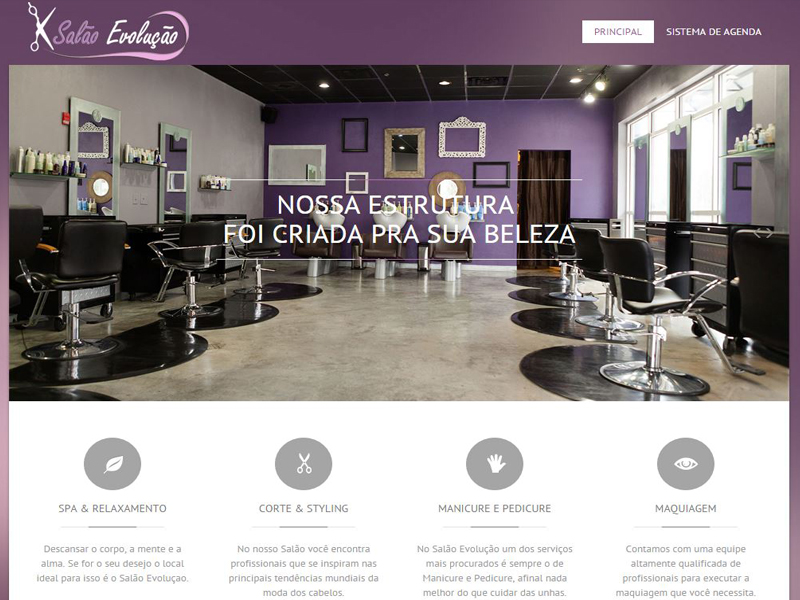 Salão Evolução
PRINCIPAL
SISTEMA DE AGENDA
NOSSA ESTRUTURA
FOI CRIADA PRA SUA BELEZA
SPA & RELAXAMENTO
Descansar o corpo, a mente e a
alma. Se for o seu desejo o local
ideal para isso é o Salão Evoluçao.
CORTE & STYLING
No nosso Salão você encontra
profissionais que se inspiram nas
principais tendências mundiais da
moda dos cabelos.
MANICURE E PEDICURE
No Salão Evolução um dos serviços
mais procurados é sempre o de
Manicure e Pedicure, afinal nada
melhor do que cuidar das unhas.
MAQUIAGEM
Contamos com uma equipe
altamente qualificada de
profissionais para executar a
maquiagem que você necessita.